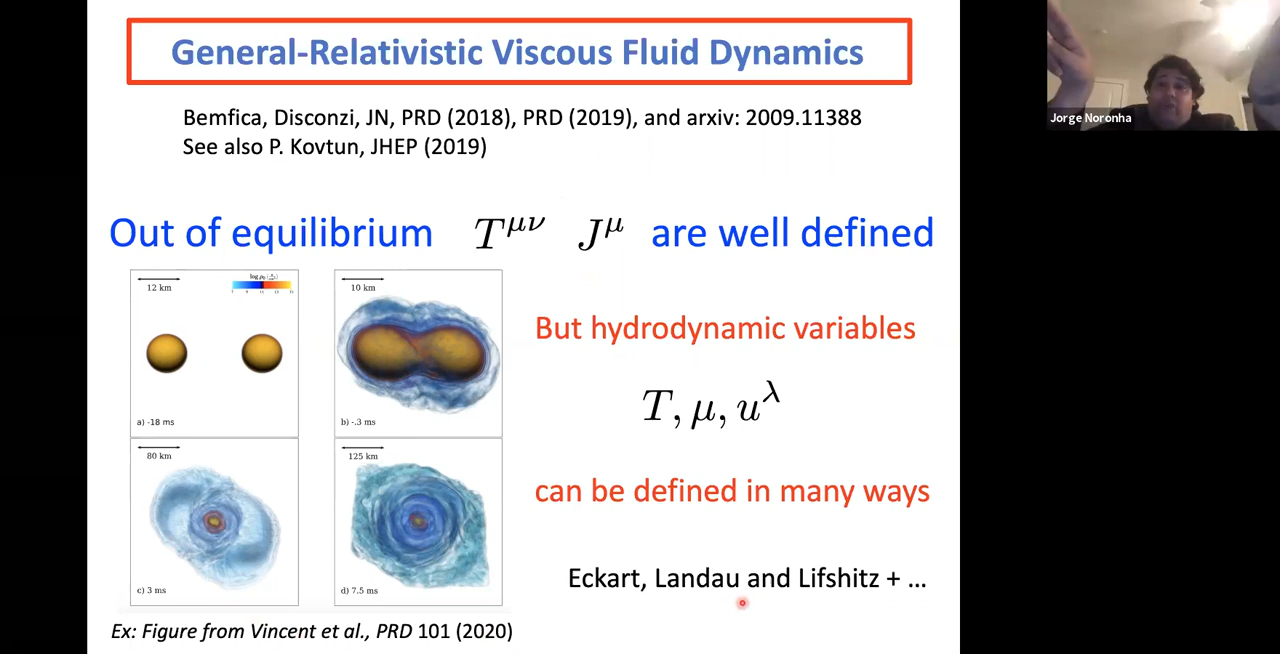 General-Relativistic Viscous Fluid Dynamics
Jorge Noronha
Bemfica, Disconzi, JN, PRD (2018), PRD (2019), and arxiv: 2009.11388
See also P. Kovtun, JHEP (2019)
Out of equilibrium T^{μν} J^μ are well defined
12 km
10 km
a) -18 ms
b) -.3 ms
80 km
125 km
c) 3 ms
d) 7.5 ms
But hydrodynamic variables
T, μ, u^λ
can be defined in many ways
Eckart, Landau and Lifshitz + ...
Ex: Figure from Vincent et al., PRD 101 (2020)